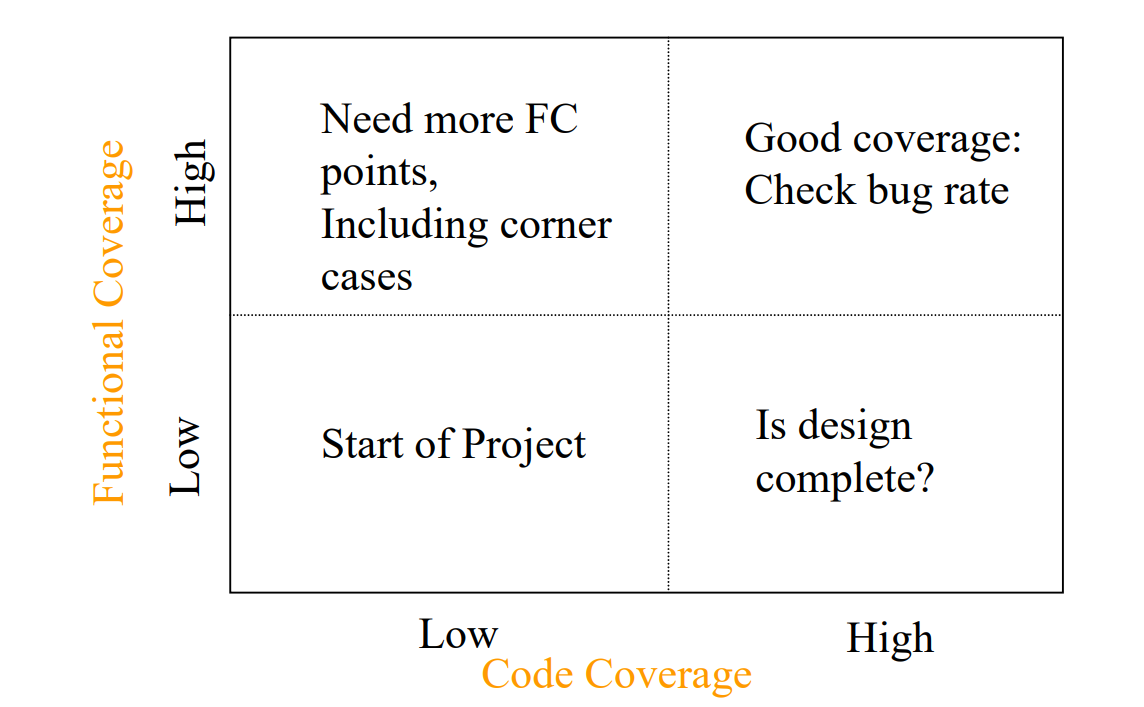 Functional Coverage
High
Low
Need more FC
points,
Including corner
cases
Good coverage:
Check bug rate
Start of Project
Is design
complete?
Low
High
Code Coverage